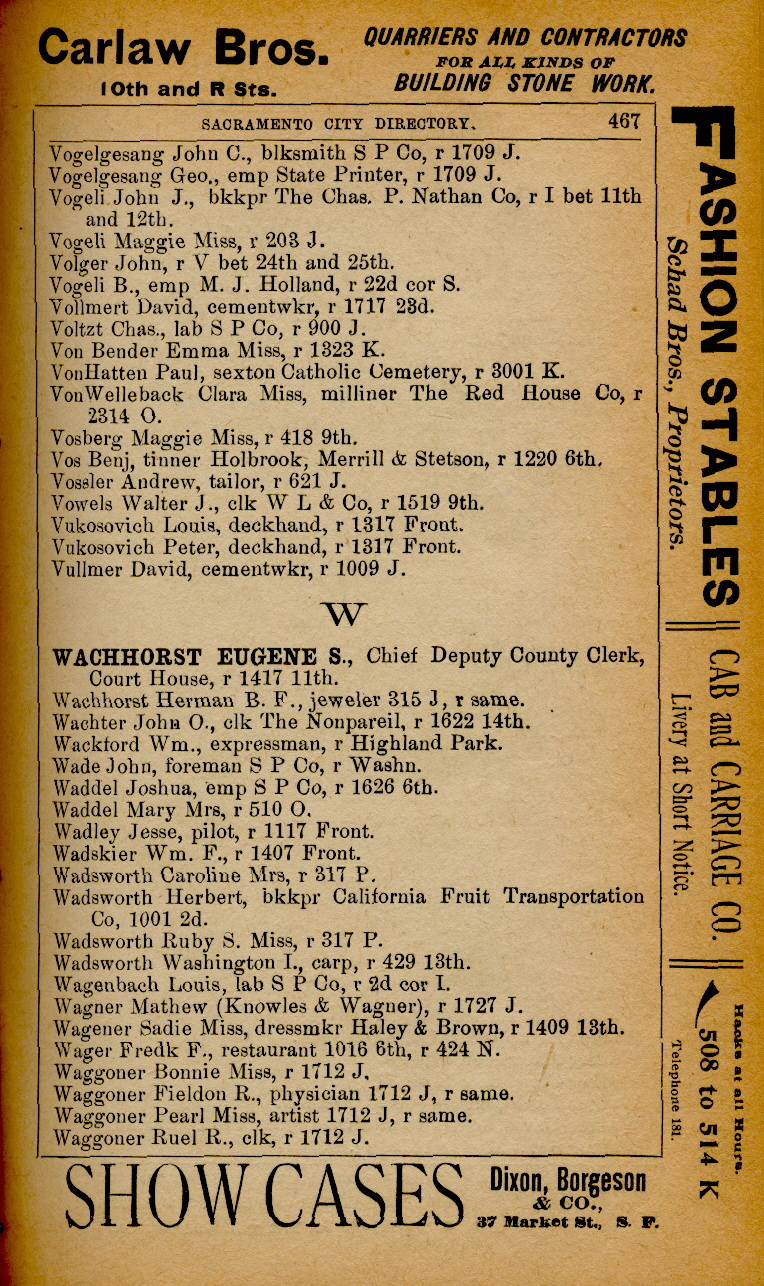 Carlaw Bros.
10th and R Sts.
QUARRIERS AND CONTRACTORS
FOR ALL KINDS OF
BUILDING STONE WORK.
SACRAMENTO CITY DIRECTORY. 467
Vogelgesang John C., blksmith S P Co, r 1709 J.
Vogelgesang Geo., emp State Printer, r 1709 J.
Vogeli John J., bkkpr The Chas. P. Nathan Co, r I bet 11th
and 12th.
Vogeli Maggie Miss, r 203 J.
Volger John, r V bet 24th and 25th.
Vogeli B., emp M. J. Holland, r 22d cor S.
Vollmert David, cementwkr, r 1717 23d.
Voltzt Chas., lab S P Co, r 900 J.
Von Bender Emma Miss, r 1323 K.
VonHatten Paul, sexton Catholic Cemetery, r 3001 K.
VonWelleback Clara Miss, milliner The Red House Co, r
2314 O.
Vosberg Maggie Miss, r 418 9th.
Vos Benj, tinner Holbrook, Merrill & Stetson, r 1220 6th.
Vossler Andrew, tailor, r 621 J.
Vowels Walter J., clk W L & Co, r 1519 9th.
Vukosovich Louis, deckhand, r 1317 Front.
Vukosovich Peter, deckhand, r 1317 Front.
Vullmer David, cementwkr, r 1009 J.
W
WACHHORST EUGENE S., Chief Deputy County Clerk,
Court House, r 1417 11th.
Wachhorst Herman B. F., jeweler 315 J, r same.
Wachter John O., clk The Nonpareil, r 1622 14th.
Wackford Wm., expressman, r Highland Park.
Wade John, foreman S P Co, r Washn.
Waddel Joshua, emp S P Co, r 1626 6th.
Waddel Mary Mrs, r 510 O.
Wadley Jesse, pilot, r 1117 Front.
Wadskier Wm. F., r 1407 Front.
Wadsworth Caroline Mrs, r 317 P.
Wadsworth Herbert, bkkpr California Fruit Transportation
Co, 1001 2d.
Wadsworth Ruby S. Miss, r 317 P.
Wadsworth Washington I., carp, r 429 13th.
Wagenbach Louis, lab S P Co, r 2d cor I.
Wagner Mathew (Knowles & Wagner), r 1727 J.
Wagener Sadie Miss, dressmkr Haley & Brown, r 1409 13th.
Wager Fredk F., restaurant 1016 6th, r 424 N.
Waggoner Bonnie Miss, r 1712 J.
Waggoner Fieldon R., physician 1712 J, r same.
Waggoner Pearl Miss, artist 1712 J, r same.
Waggoner Ruel R., clk, r 1712 J.
FASHION STABLES
Schad Bros., Proprietors.
CAB and CARRIAGE CO.
Livery at Short Notice.
Hacks at all Hours.
508 to 514 K
Telephone 181.
SHOW CASES
Dixon, Borgeson
& CO.,
37 Market St., S. F.